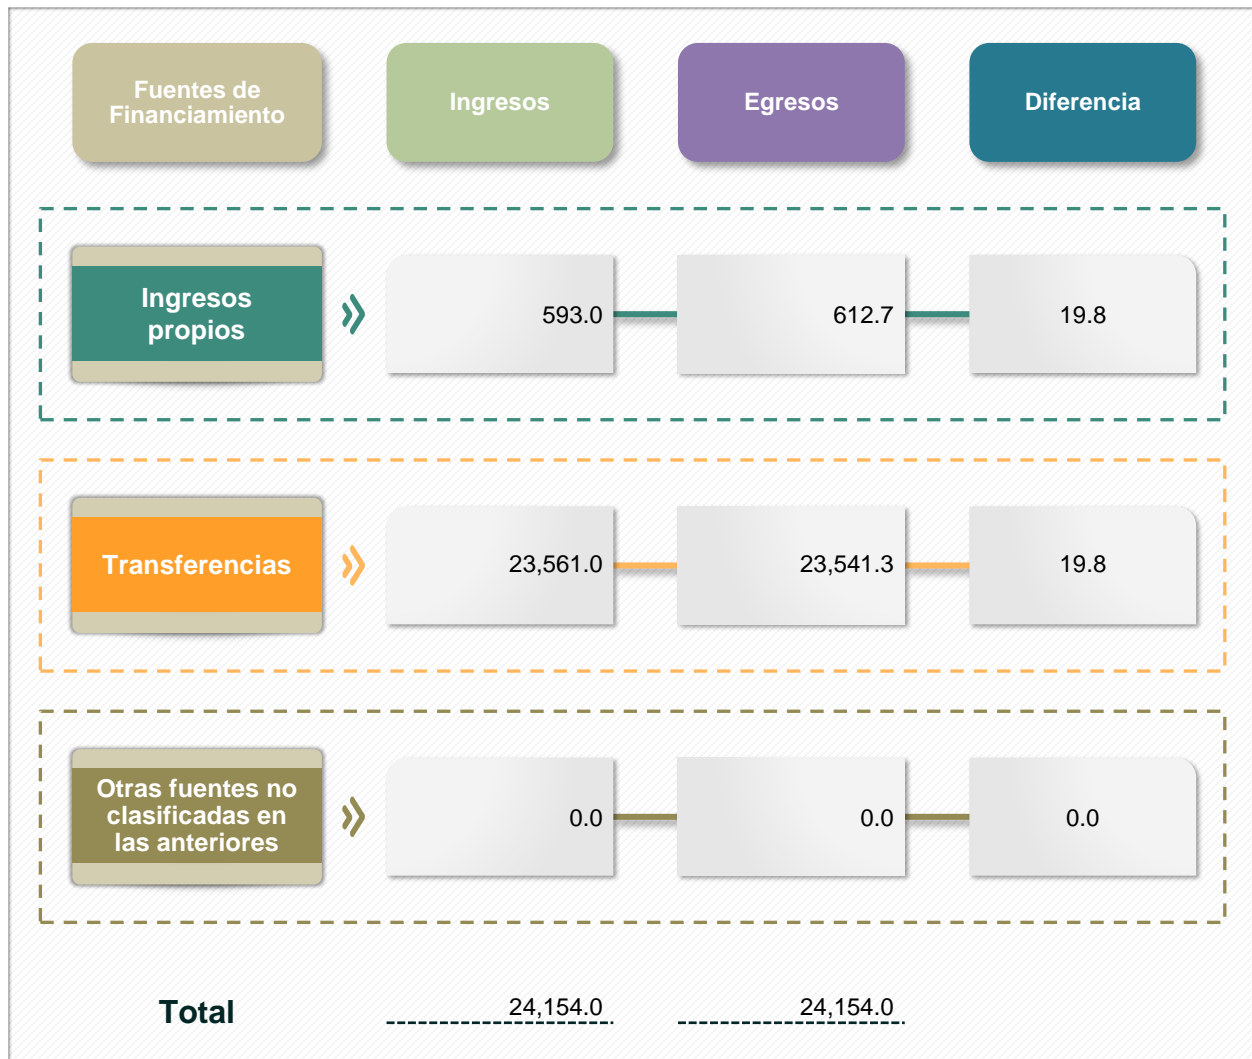 Fuentes de
Financiamiento
Ingresos
Egresos
Diferencia
Ingresos
propios
593.0
612.7
19.8
Transferencias
23,561.0
23,541.3
19.8
Otras fuentes no
clasificadas en
las anteriores
0.0
0.0
0.0
Total
24,154.0
24,154.0